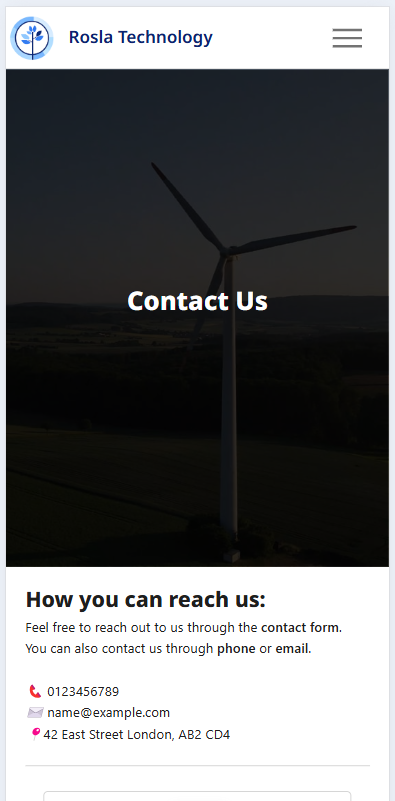 Rosla Technology
Contact Us
How you can reach us:
Feel free to reach out to us through the contact form.
You can also contact us through phone or email.
0123456789
name@example.com
42 East Street London, AB2 CD4